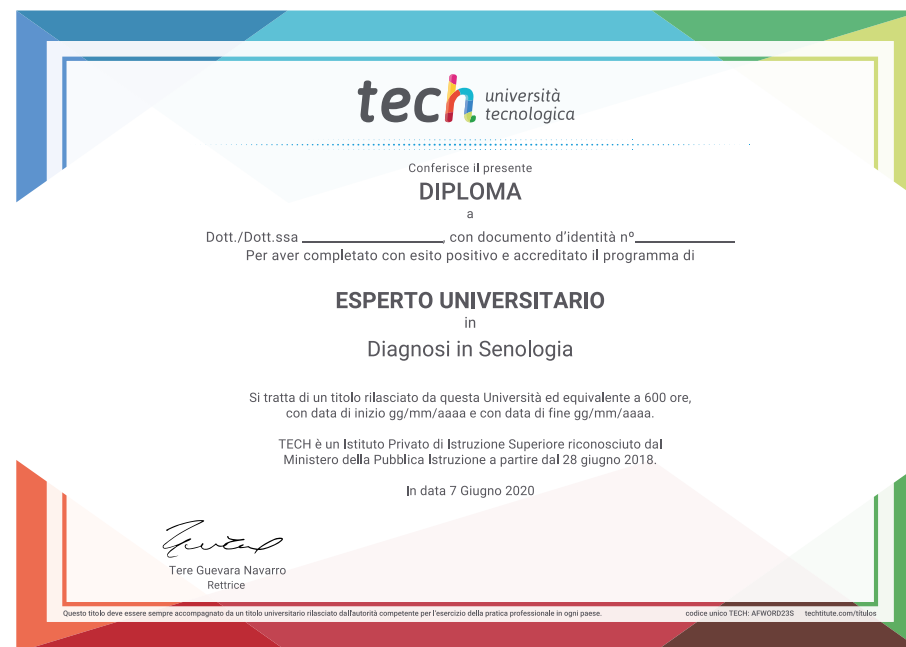 tech università
tecnologica
Conferisce il presente
DIPLOMA
a
Dott./Dott.ssa ____________________, con documento d'identità nº______________
Per aver completato con esito positivo e accreditato il programma di
ESPERTO UNIVERSITARIO
in
Diagnosi in Senologia
Si tratta di un titolo rilasciato da questa Università ed equivalente a 600 ore,
con data di inizio gg/mm/aaaa e con data di fine gg/mm/aaaa.
TECH è un Istituto Privato di Istruzione Superiore riconosciuto dal
Ministero della Pubblica Istruzione a partire dal 28 giugno 2018.
In data 7 Giugno 2020
Tere Guevara Navarro
Rettrice
Questo titolo deve essere sempre accompagnato da un titolo universitario rilasciato dall'autorità competente per l'esercizio della pratica professionale in ogni paese. codice unico TECH: AFWORD23S techtitute.com/titulos